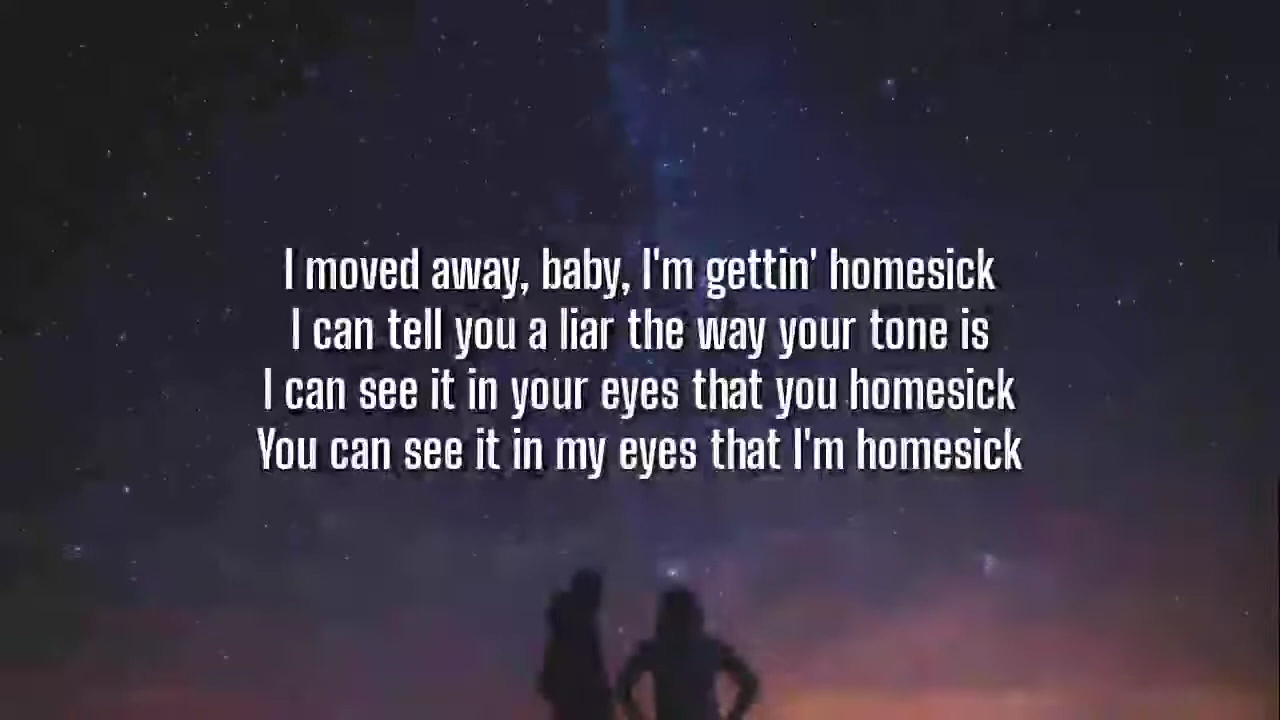 I moved away, baby, I'm gettin' homesick
I can tell you a liar the way your tone is
I can see it in your eyes that you homesick
You can see it in my eyes that I'm homesick